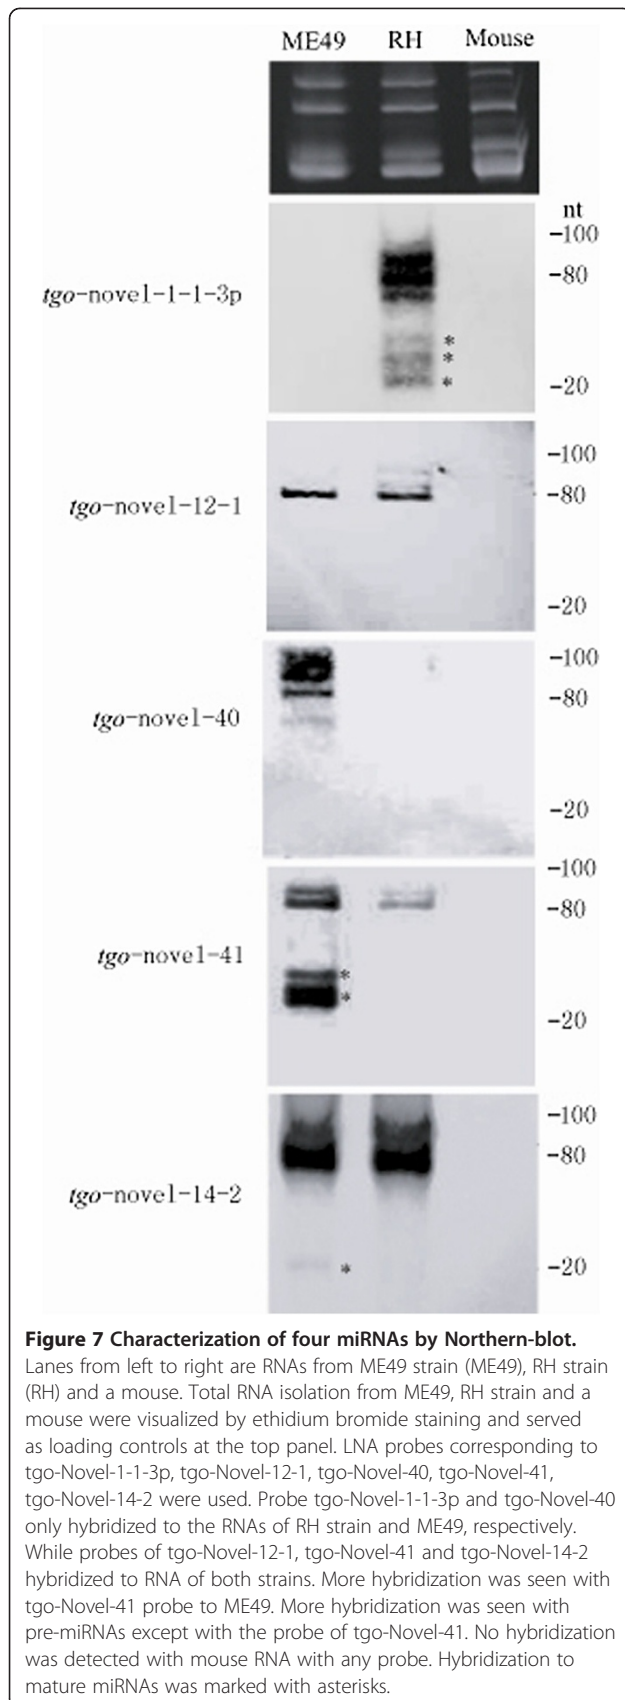 ME49 RH Mouse
nt
-100
tgo-novel-1-1-3p
-80
*
*
*
-20
-100
tgo-novel-12-1
-80
-20
-100
tgo-novel-40
-80
-20
-100
tgo-novel-41
-80
*
*
-20
-100
tgo-novel-14-2
-80
*
-20
Figure 7 Characterization of four miRNAs by Northern-blot.
Lanes from left to right are RNAs from ME49 strain (ME49), RH strain
(RH) and a mouse. Total RNA isolation from ME49, RH strain and a
mouse were visualized by ethidium bromide staining and served
as loading controls at the top panel. LNA probes corresponding to
tgo-Novel-1-1-3p, tgo-Novel-12-1, tgo-Novel-40, tgo-Novel-41,
tgo-Novel-14-2 were used. Probe tgo-Novel-1-1-3p and tgo-Novel-40
only hybridized to the RNAs of RH strain and ME49, respectively.
While probes of tgo-Novel-12-1, tgo-Novel-41 and tgo-Novel-14-2
hybridized to RNA of both strains. More hybridization was seen with
tgo-Novel-41 probe to ME49. More hybridization was seen with
pre-miRNAs except with the probe of tgo-Novel-41. No hybridization
was detected with mouse RNA with any probe. Hybridization to
mature miRNAs was marked with asterisks.